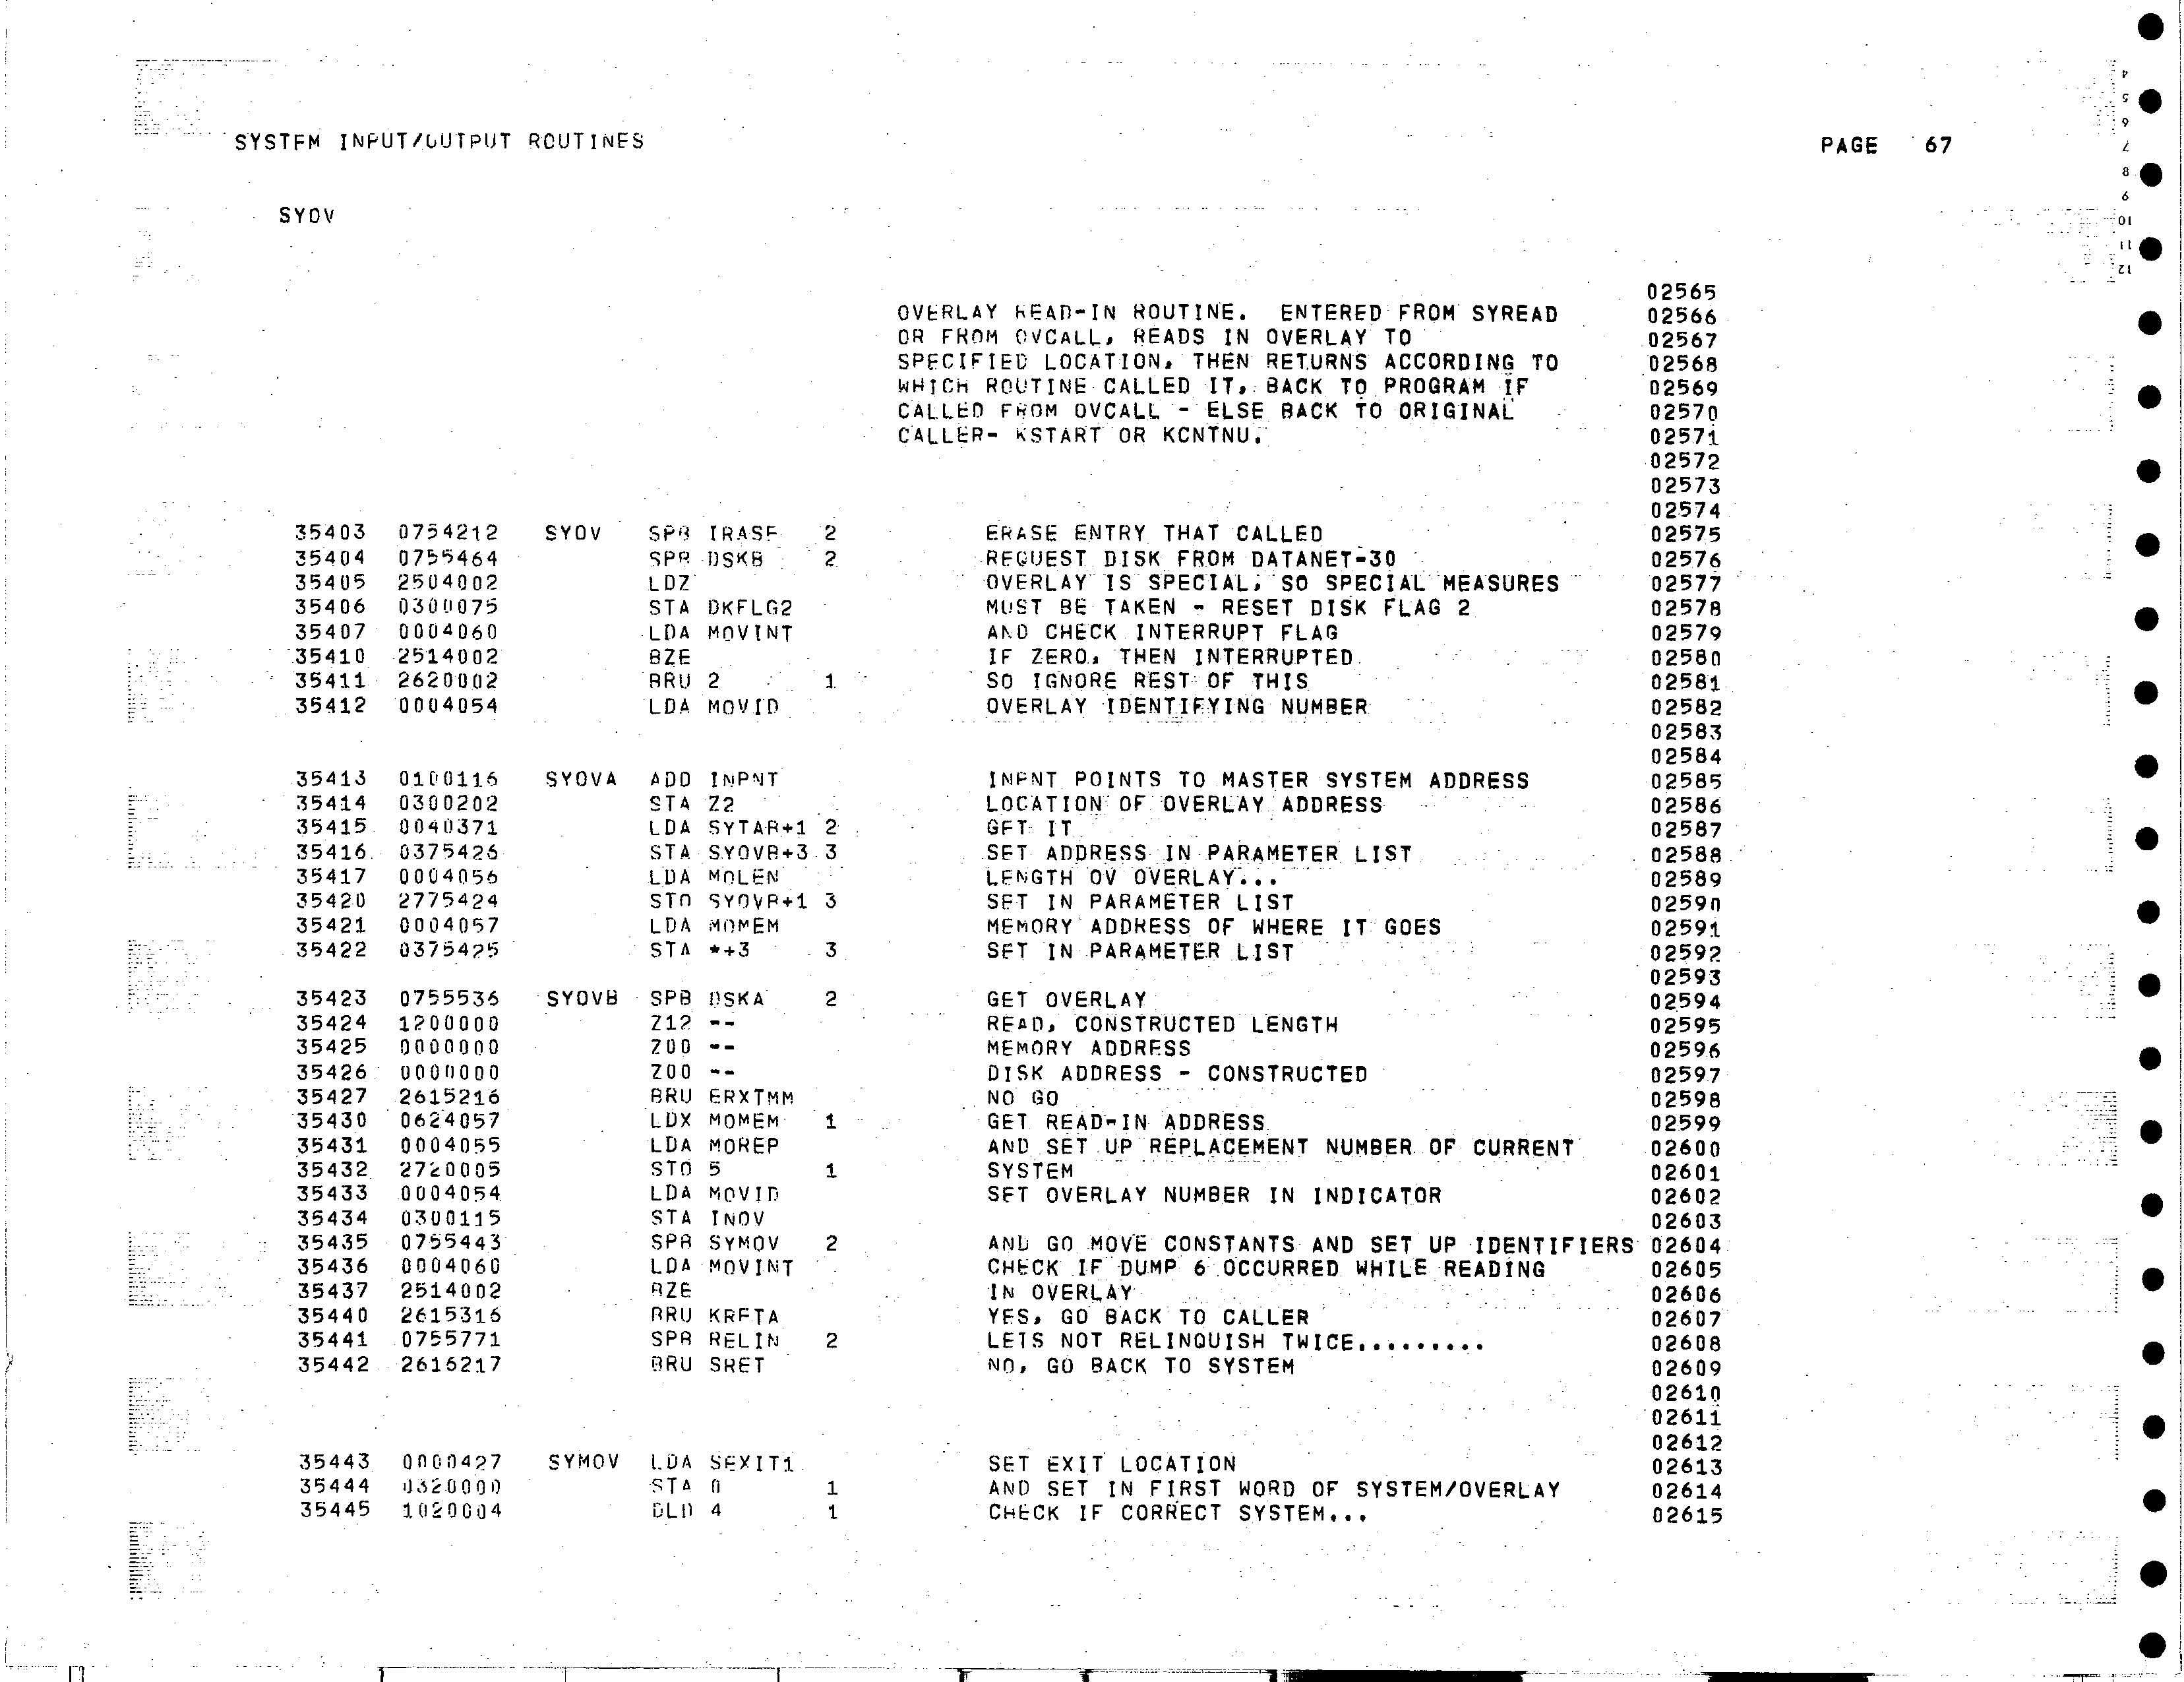 SYSTEM INPUT/OUTPUT ROUTINES PAGE 67
SYOV
02565
OVERLAY READ-IN ROUTINE. ENTERED FROM SYREAD 02566
OR FROM OVCALL, READS IN OVERLAY TO 02567
SPECIFIED LOCATION, THEN RETURNS ACCORDING TO 02568
WHICH ROUTINE CALLED IT, BACK TO PROGRAM IF 02569
CALLED FROM OVCALL - ELSE BACK TO ORIGINAL 02570
CALLER- KSTART OR KCNTNU. 02571
02572
02573
02574
35403 0754212 SYOV SPB IRASE 2 ERASE ENTRY THAT CALLED 02575
35404 0755464 SPB DSKB 2 REQUEST DISK FROM DATANET-30 02576
35405 2504002 LDZ OVERLAY IS SPECIAL, SO SPECIAL MEASURES 02577
35406 0300075 STA DKFLG2 MUST BE TAKEN - RESET DISK FLAG 2 02578
35407 0004060 LDA MOVINT AND CHECK INTERRUPT FLAG 02579
35410 2514002 BZE IF ZERO, THEN INTERRUPTED 02580
35411 2620002 BRU 2 1 SO IGNORE REST OF THIS 02581
35412 0004054 LDA MOVID OVERLAY IDENTIFYING NUMBER 02582
02583
02584
35413 0100116 SYOVA ADD INPNT INPNT POINTS TO MASTER SYSTEM ADDRESS 02585
35414 0300202 STA Z2 LOCATION OF OVERLAY ADDRESS 02586
35415 0040371 LDA SYTAB+1 2 GET IT 02587
35416 0375426 STA SYOVB+3 3 SET ADDRESS IN PARAMETER LIST 02588
35417 0004056 LDA MOLEN LENGTH OV OVERLAY... 02589
35420 2775424 STO SYOVB+1 3 SET IN PARAMETER LIST 02590
35421 0004057 LDA MOMEM MEMORY ADDRESS OF WHERE IT GOES 02591
35422 0375425 STA *+3 3 SET IN PARAMETER LIST 02592
02593
35423 0755536 SYOVB SPB DSKA 2 GET OVERLAY 02594
35424 1200000 Z12 -- READ, CONSTRUCTED LENGTH 02595
35425 0000000 Z00 -- MEMORY ADDRESS 02596
35426 0000000 Z00 -- DISK ADDRESS - CONSTRUCTED 02597
35427 2615216 BRU ERXTMM NO GO 02598
35430 0624057 LDX MOMEM 1 GET READ-IN ADDRESS 02599
35431 0004055 LDA MOREP AND SET UP REPLACEMENT NUMBER OF CURRENT 02600
35432 2720005 STO 5 1 SYSTEM 02601
35433 0004054 LDA MOVID SET OVERLAY NUMBER IN INDICATOR 02602
35434 0300115 STA INOV 02603
35435 0755443 SPB SYMOV 2 AND GO MOVE CONSTANTS AND SET UP IDENTIFIERS 02604
35436 0004060 LDA MOVINT CHECK IF DUMP 6 OCCURRED WHILE READING 02605
35437 2514002 BZE IN OVERLAY 02606
35440 2615316 BRU KRETA YES, GO BACK TO CALLER 02607
35441 0755771 SPB RELIN 2 LETS NOT RELINQUISH TWICE......... 02608
35442 2616217 BRU SRET NO, GO BACK TO SYSTEM 02609
02610
02611
02612
35443 0000427 SYMOV LDA SEXIT1 SET EXIT LOCATION 02613
35444 0320000 STA 0 1 AND SET IN FIRST WORD OF SYSTEM/OVERLAY 02614
35445 1020004 DLD 4 1 CHECK IF CORRECT SYSTEM... 02615